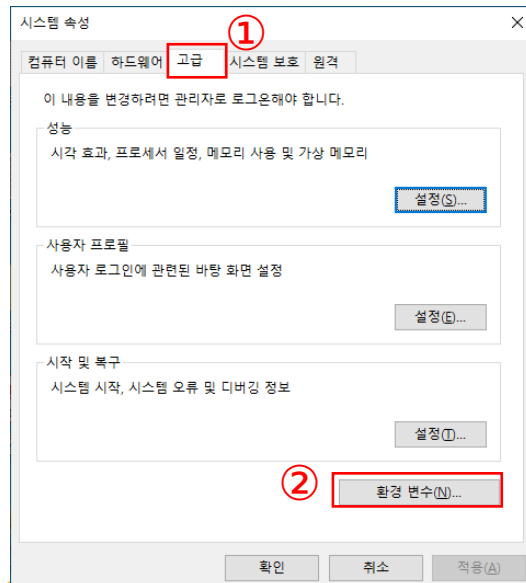 시스템 속성
①
컴퓨터 이름 하드웨어 고급 시스템 보호 원격
이 내용을 변경하려면 관리자로 로그온해야 합니다.
성능
시각 효과, 프로세서 일정, 메모리 사용 및 가상 메모리
설정(S)...
사용자 프로필
사용자 로그인에 관련된 바탕 화면 설정
설정(E)...
시작 및 복구
시스템 시작, 시스템 오류 및 디버깅 정보
설정(T)...
② 환경 변수(N)...
확인 취소 적용(A)